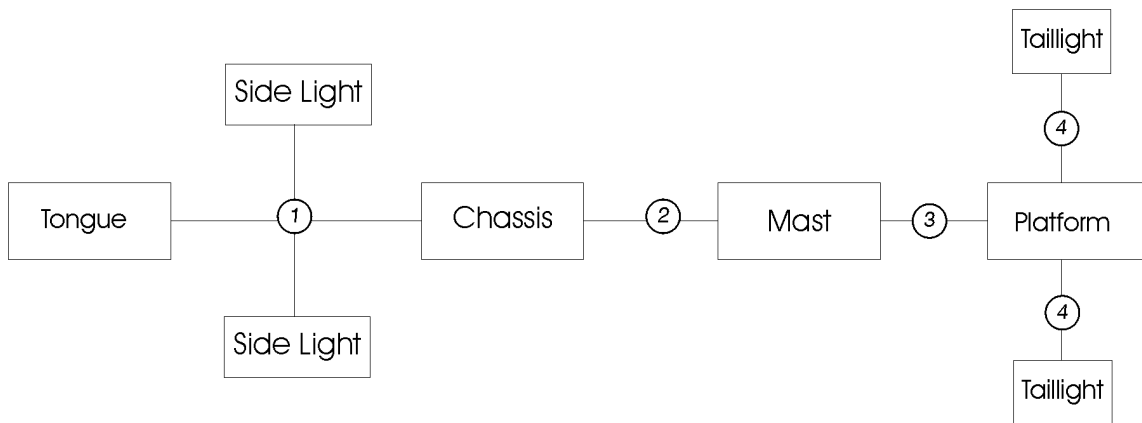 Taillight
Side Light
4
Tongue
1
Chassis
2
Mast
3
Platform
Side Light
4
Taillight